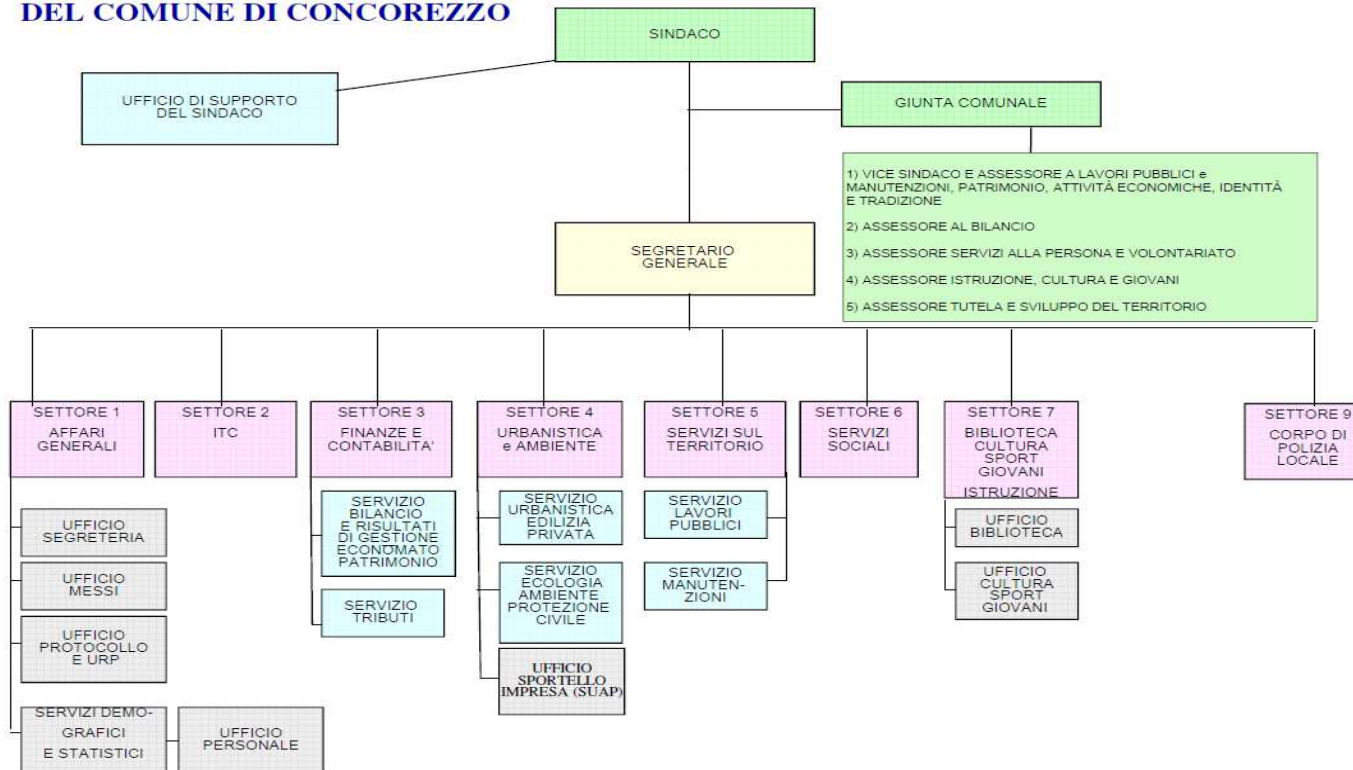 DEL COMUNE DI CONCOREZZO
SINDACO
UFFICIO DI SUPPORTO
DEL SINDACO
GIUNTA COMUNALE
1) VICE SINDACO E ASSESSORE A LAVORI PUBBLICI e
MANUTENZIONI, PATRIMONIO, ATTIVITÀ ECONOMICHE, IDENTITÀ
E TRADIZIONE
2) ASSESSORE AL BILANCIO
3) ASSESSORE SERVIZI ALLA PERSONA E VOLONTARIATO
4) ASSESSORE ISTRUZIONE, CULTURA E GIOVANI
5) ASSESSORE TUTELA E SVILUPPO DEL TERRITORIO
SEGRETARIO
GENERALE
SETTORE 1
AFFARI
GENERALI
UFFICIO
SEGRETERIA
UFFICIO
MESSI
UFFICIO
PROTOCOLLO
E URP
SERVIZI DEMO-
GRAFICI
E STATISTICI
UFFICIO
PERSONALE
SETTORE 2
ITC
SETTORE 3
FINANZE E
CONTABILITA'
SERVIZIO
BILANCIO
E RISULTATI
DI GESTIONE
ECONOMATO
PATRIMONIO
SERVIZIO
TRIBUTI
SETTORE 4
URBANISTICA
e AMBIENTE
SERVIZIO
URBANISTICA
EDILIZIA
PRIVATA
SERVIZIO
ECOLOGIA
AMBIENTE
PROTEZIONE
CIVILE
UFFICIO
SPORTELLO
IMPRESA (SUAP)
SETTORE 5
SERVIZI SUL
TERRITORIO
SERVIZIO
LAVORI
PUBBLICI
SERVIZIO
MANUTEN-
ZIONI
SETTORE 6
SERVIZI
SOCIALI
SETTORE 7
BIBLIOTECA
CULTURA
SPORT
GIOVANI
ISTRUZIONE
UFFICIO
BIBLIOTECA
UFFICIO
CULTURA
SPORT
GIOVANI
SETTORE 9
CORPO DI
POLIZIA
LOCALE